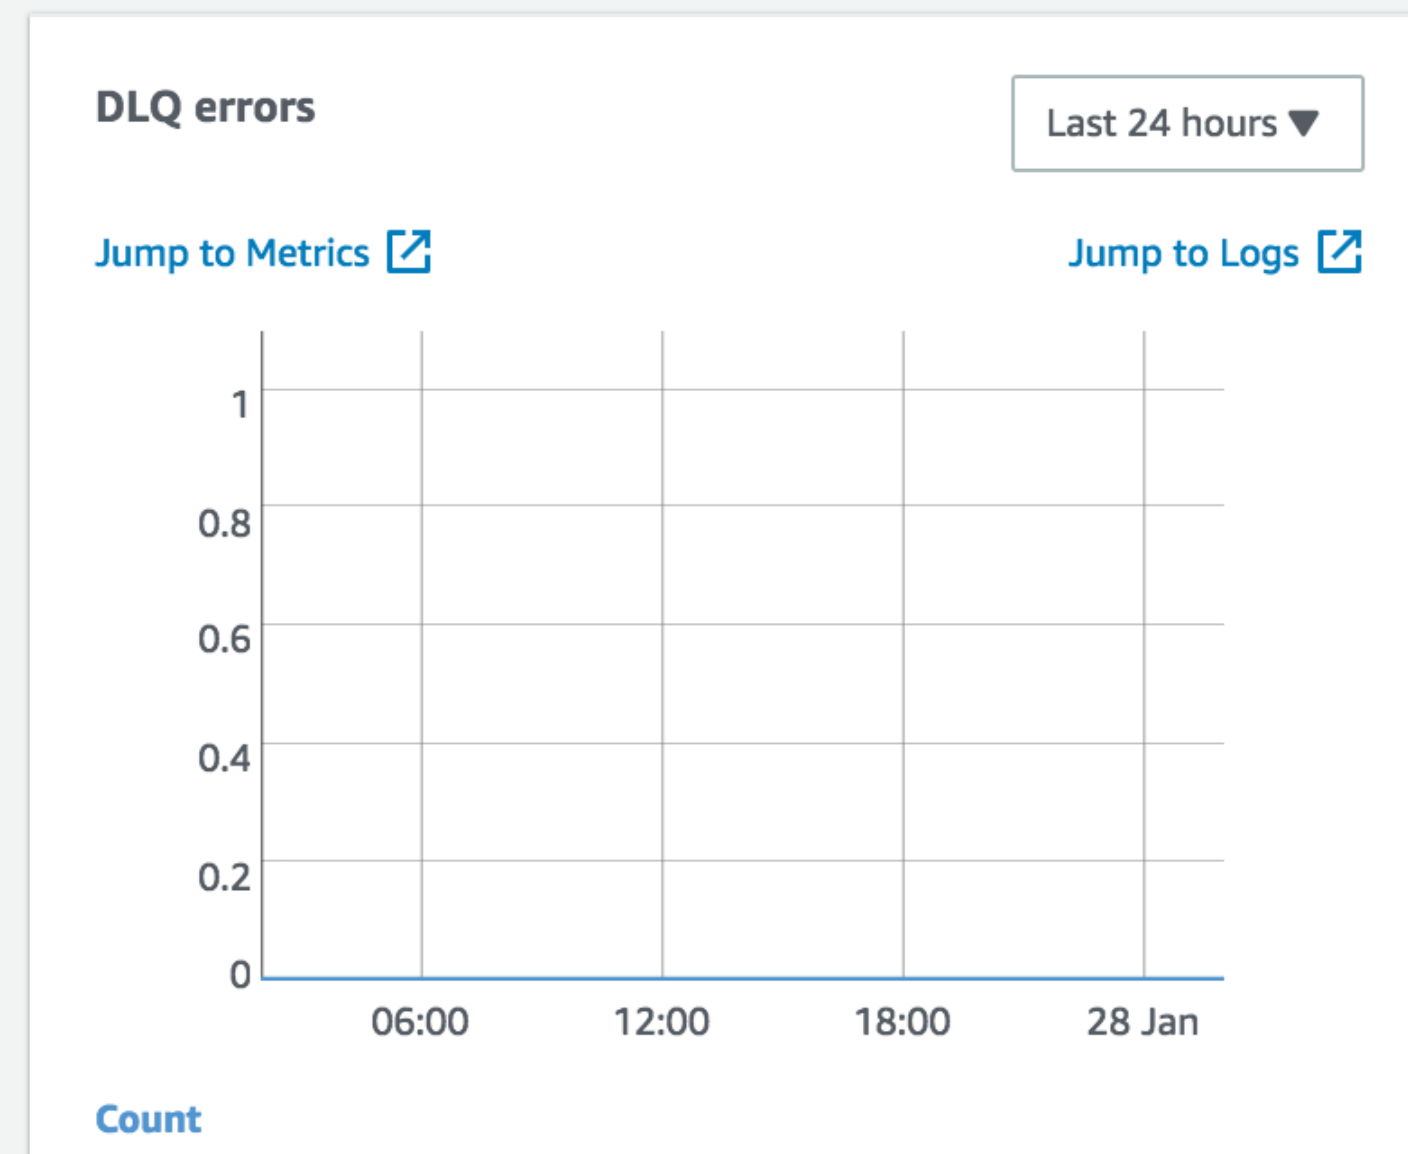 DLQ errors
Last 24 hours
Jump to Metrics
Jump to Logs
1
0.8
0.6
0.4
0.2
0
06:00 12:00 18:00 28 Jan
Count